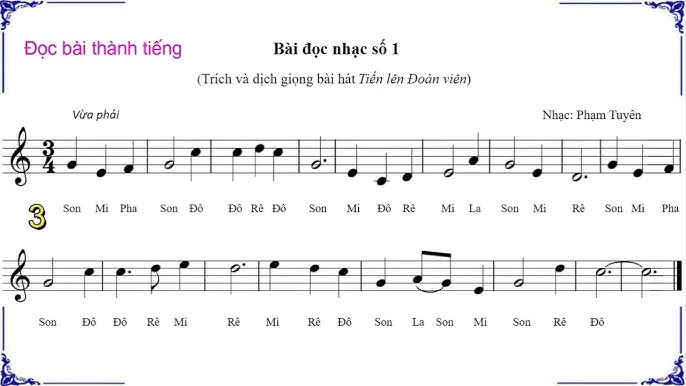 Đọc bài thành tiếng
Bài đọc nhạc số 1
(Trích và dịch giọng bài hát Tiến lên Đoàn viên)
Vừa phải
Nhạc: Phạm Tuyên
3
4
Son Mi Pha Son Đô Đô Rê Đô Son Mi Đô Rê Mi La Son Mi Rê Son Mi Pha
3
Son Đô Đô Rê Mi Rê Mi Rê Đô Son La Son Mi Son Rê Đô